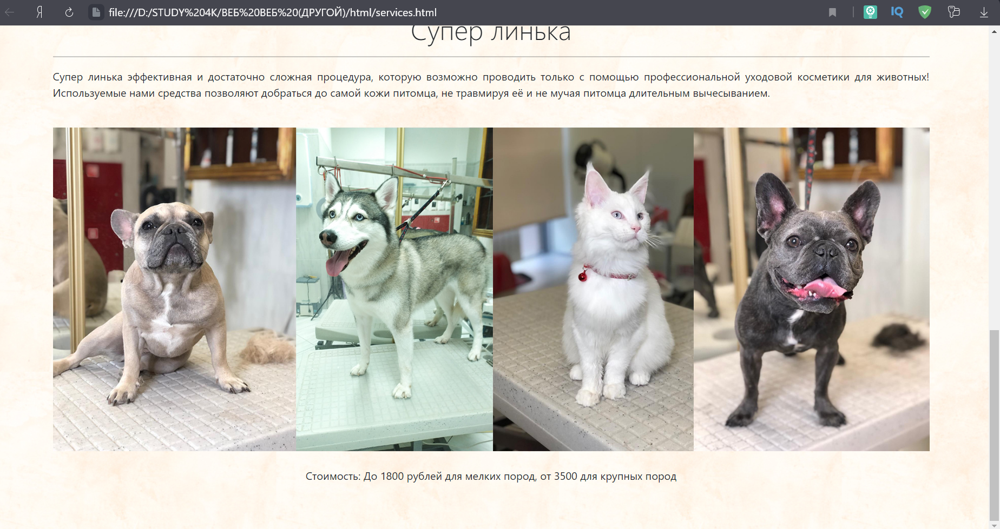 file:///D:/STUDY%204K/ВЕБ%20ВЕБ%20(ДРУГОЙ)/html/services.html
Супер линька
Супер линька эффективная и достаточно сложная процедура, которую возможно проводить только с помощью профессиональной уходовой косметики для животных!
Используемые нами средства позволяют добраться до самой кожи питомца, не травмируя её и не мучая питомца длительным вычесыванием.
Стоимость: До 1800 рублей для мелких пород, от 3500 для крупных пород